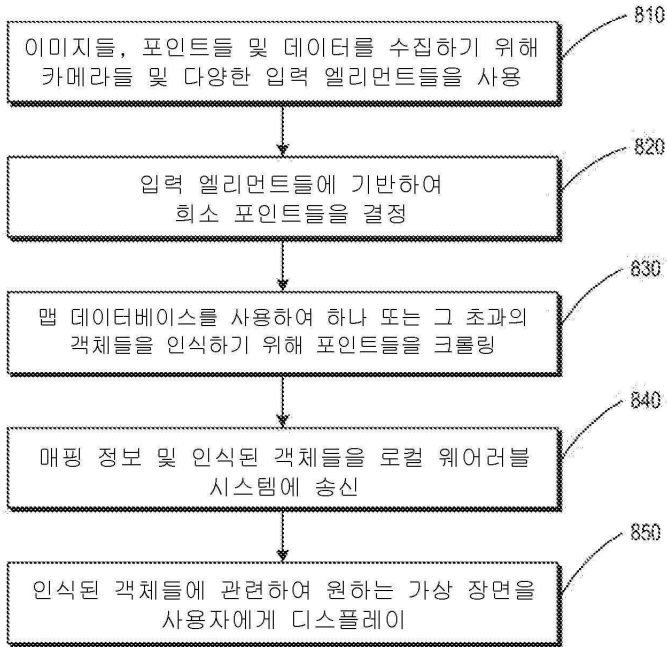 810
이미지들, 포인트들 및 데이터를 수집하기 위해
카메라들 및 다양한 입력 엘리먼트들을 사용
820
입력 엘리먼트들에 기반하여
희소 포인트들을 결정
830
맵 데이터베이스를 사용하여 하나 또는 그 초과의
객체들을 인식하기 위해 포인트들을 크롤링
840
매핑 정보 및 인식된 객체들을 로컬 웨어러블
시스템에 송신
850
인식된 객체들에 관련하여 원하는 가상 장면을
사용자에게 디스플레이